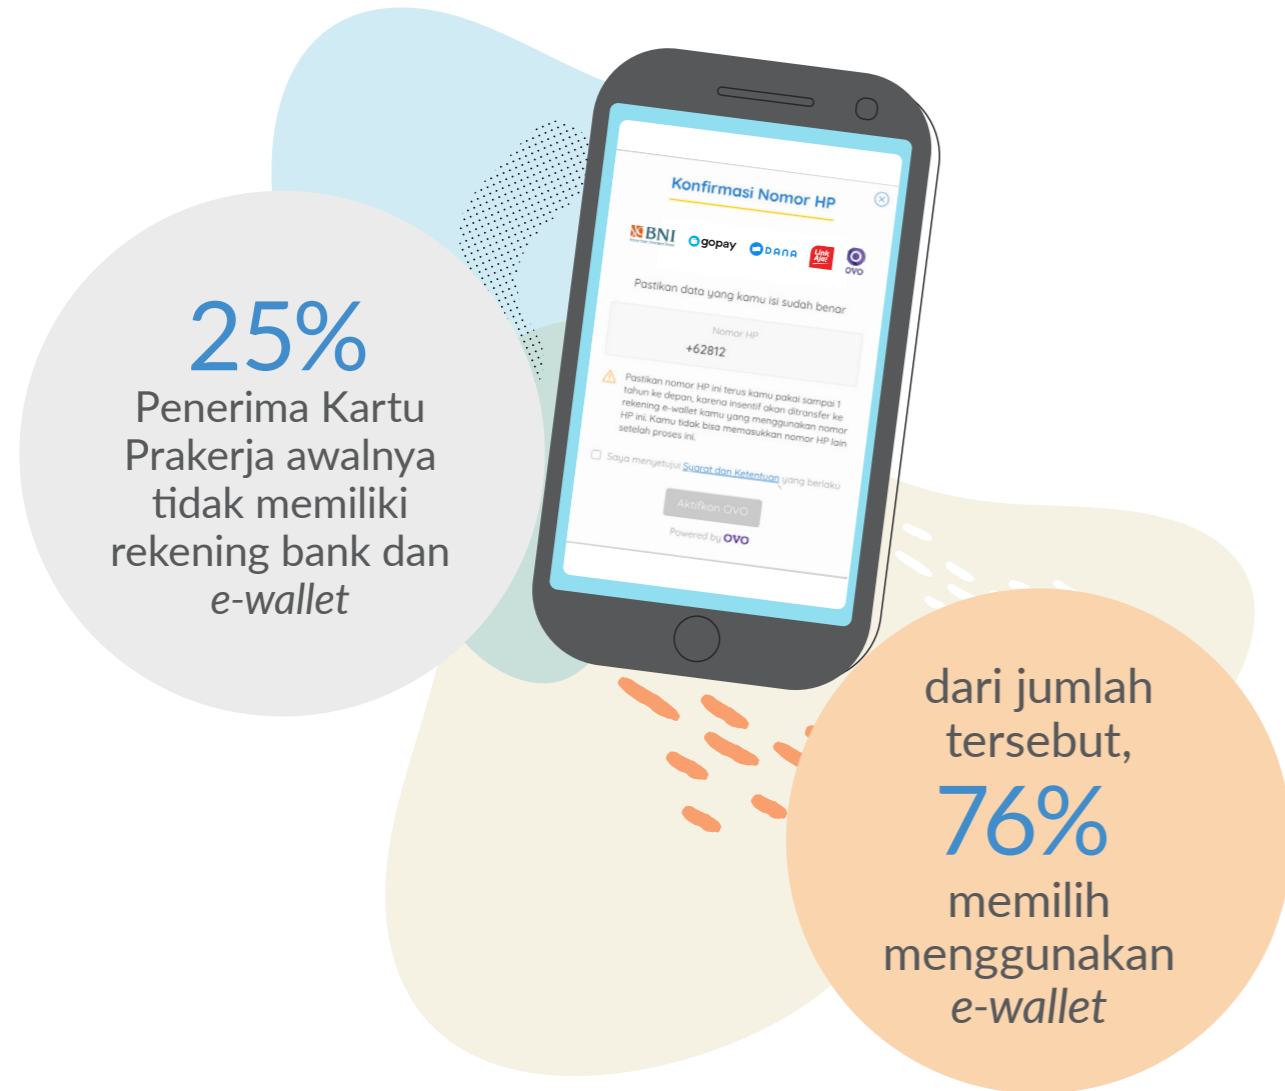 25%
Penerima Kartu
Prakerja awalnya
tidak memiliki
rekening bank dan
e-wallet
Konfirmasi Nomor HP
BNI gopay DANA Link Aja! OVO
Pastikan data yang kamu isi sudah benar
Nomor HP
+62812
Pastikan nomor HP ini terus kamu pakai sampai 1
tahun ke depan, karena insentif akan ditransfer ke
rekening e-wallet kamu yang menggunakan nomor
HP ini. Kamu tidak bisa memasukkan nomor HP lain
setelah proses ini.
Saya menyetujui Syarat dan Ketentuan yang berlaku
Aktifkan OVO
Powered by OVO
dari jumlah
tersebut,
76%
memilih
menggunakan
e-wallet